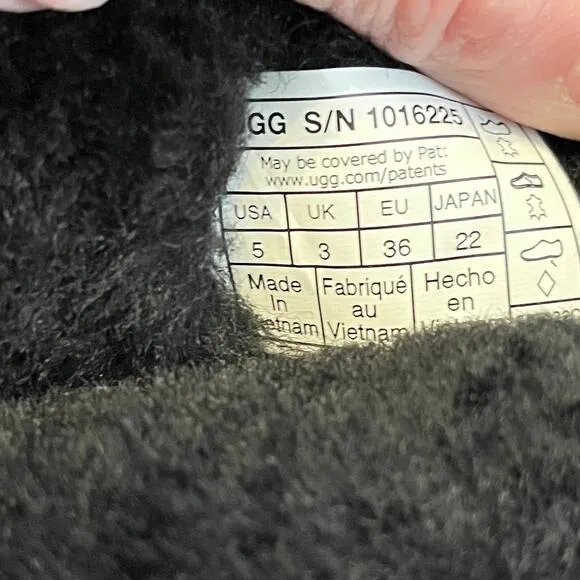 GG S/N 1016225
May be covered by Pat:
www.ugg.com/patents
USA UK EU JAPAN
5 3 36 22
Made Fabriqué Hecho
In au en
etnam Vietnam